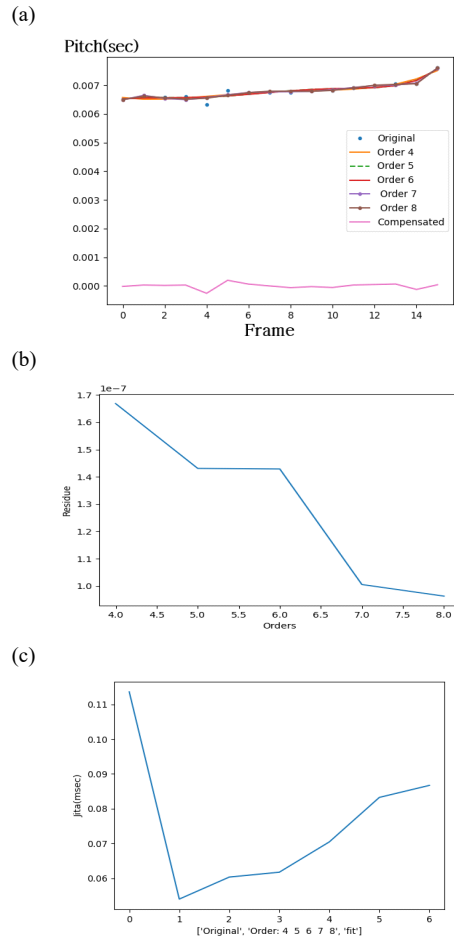 (a)
Pitch(sec)
0.007
0.006
0.005
0.004
0.003
0.002
0.001
0.000
Original
Order 4
Order 5
Order 6
Order 7
Order 8
Compensated
0 2 4 6 8 10 12 14
Frame
(b)
1e-7
1.7
1.6
1.5
1.4
1.3
1.2
1.1
1.0
Residue
4.0 4.5 5.0 5.5 6.0 6.5 7.0 7.5 8.0
Orders
(c)
0.11
0.10
0.09
0.08
0.07
0.06
Jita(msec)
0 1 2 3 4 5 6
['Original', 'Order: 4 5 6 7 8', 'fit']